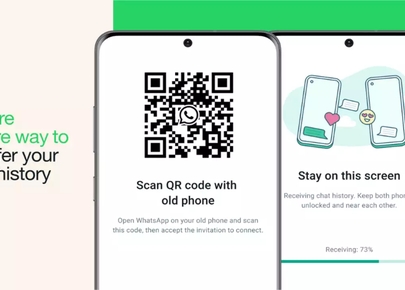 re
re way to
fer your
history
Scan QR code with
old phone
Open WhatsApp on your old phone and scan
this code, then accept the invitation to connect.
Stay on this screen
Receiving chat history. Keep both phon
unlocked and near each other.
Receiving: 73%